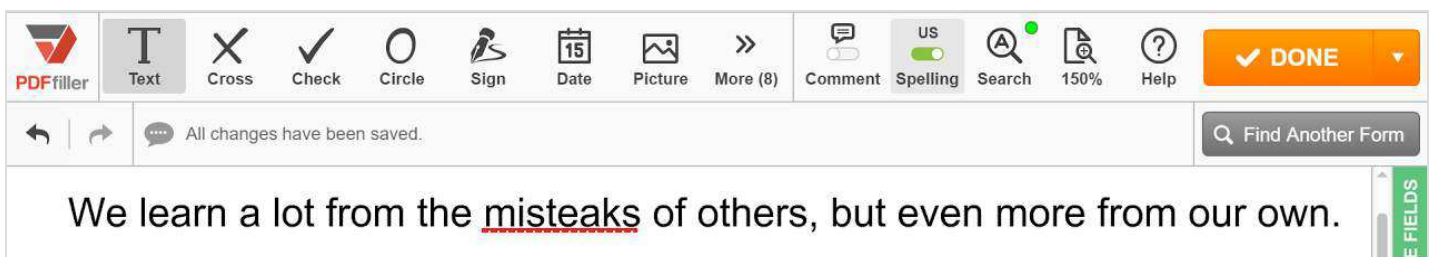 PDFfiller
Text
Cross
Check
Circle
Sign
15
Date
Picture
More (8)
Comment
US
Spelling
Search
150%
Help
DONE
All changes have been saved.
Find Another Form
We learn a lot from the misteaks of others, but even more from our own.
FIELDS